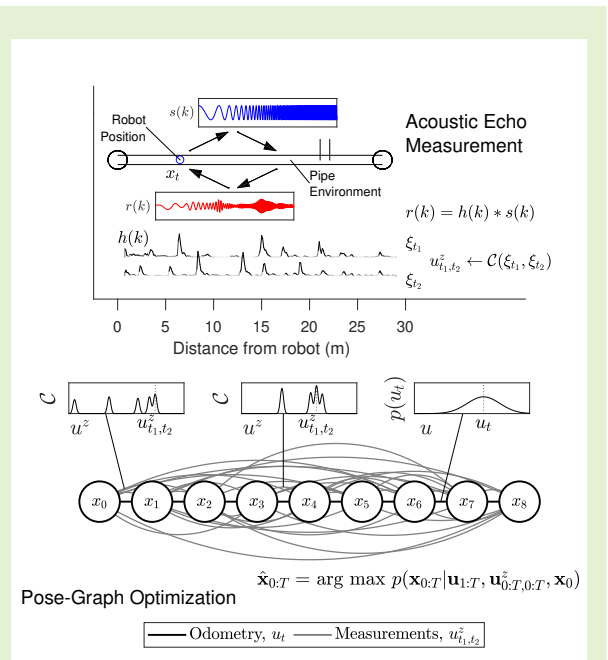 s(k)
Robot
Position
Acoustic Echo
Measurement
x_t
Pipe
Environment
r(k)
r(k) = h(k) * s(k)
h(k)
ξ_{t_1}
u^z_{t_1,t_2} ← C(ξ_{t_1}, ξ_{t_2})
ξ_{t_2}
0 5 10 15 20 25 30
Distance from robot (m)
C C p(u_t)
u^z u^z_{t_1,t_2} u^z u^z_{t_1,t_2} u u_t
x_0 x_1 x_2 x_3 x_4 x_5 x_6 x_7 x_8
x̂_{0:T} = arg max p(x_{0:T}|u_{1:T}, u^z_{0:T,0:T}, x_0)
Pose-Graph Optimization
Odometry, u_t Measurements, u^z_{t_1,t_2}